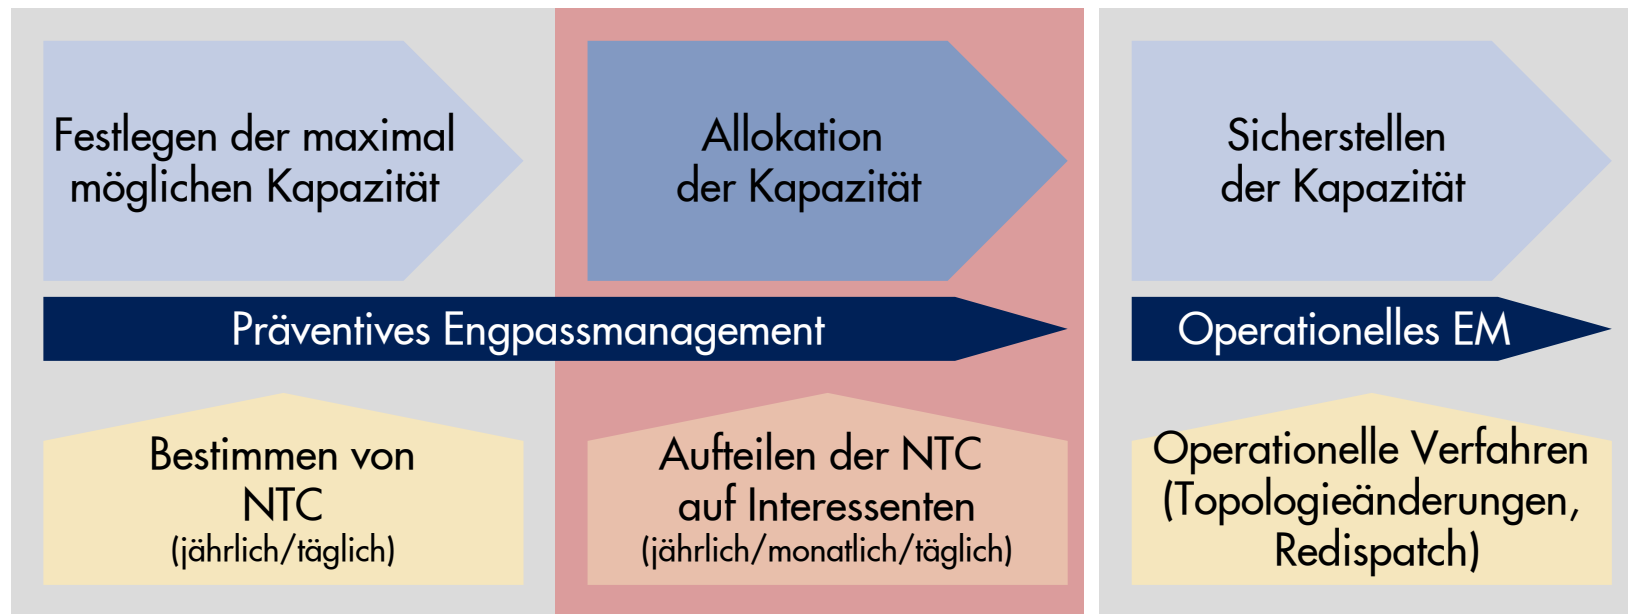 Festlegen der maximal
möglichen Kapazität
Allokation
der Kapazität
Sicherstellen
der Kapazität
Präventives Engpassmanagement
Operationelles EM
Bestimmen von
NTC
(jährlich/täglich)
Aufteilen der NTC
auf Interessenten
(jährlich/monatlich/täglich)
Operationelle Verfahren
(Topologieänderungen,
Redispatch)